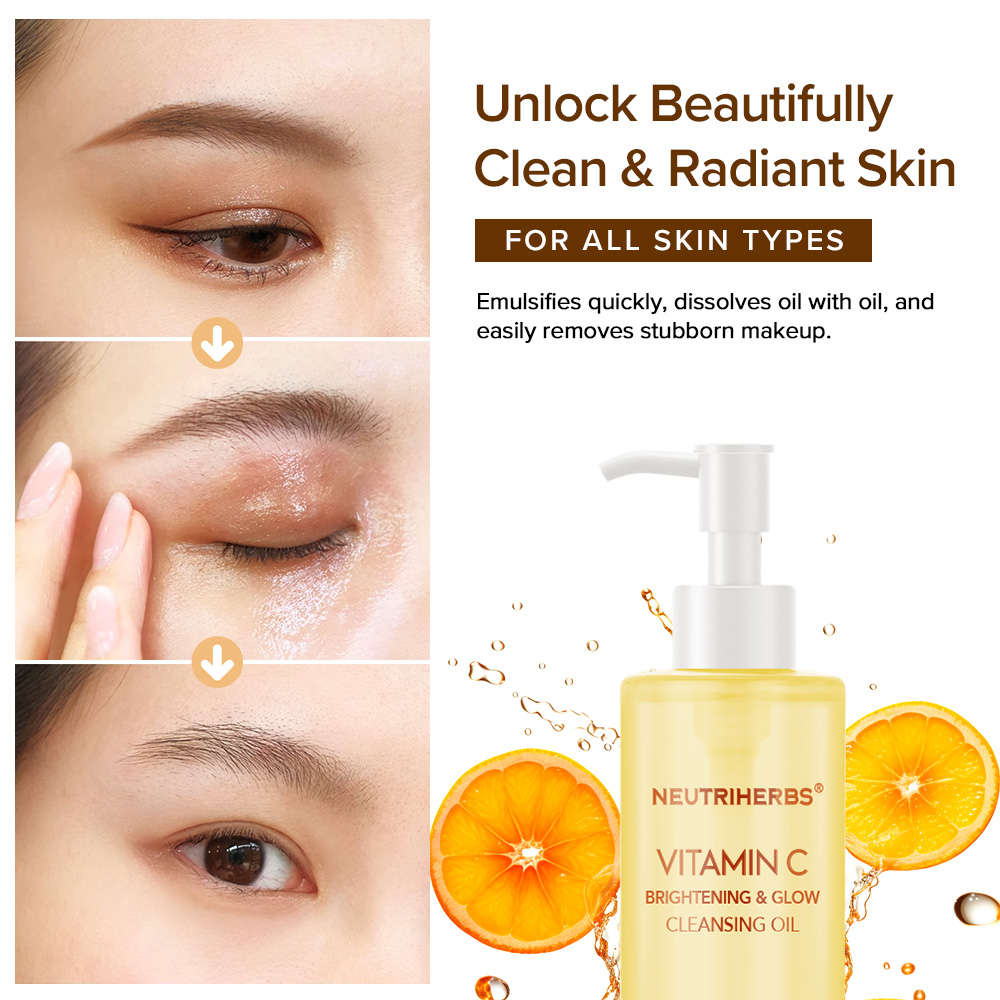 Unlock Beautifully
Clean & Radiant Skin
FOR ALL SKIN TYPES
Emulsifies quickly, dissolves oil with oil, and
easily removes stubborn makeup.
NEUTRIHERBS®
VITAMIN C
BRIGHTENING & GLOW
CLEANSING OIL